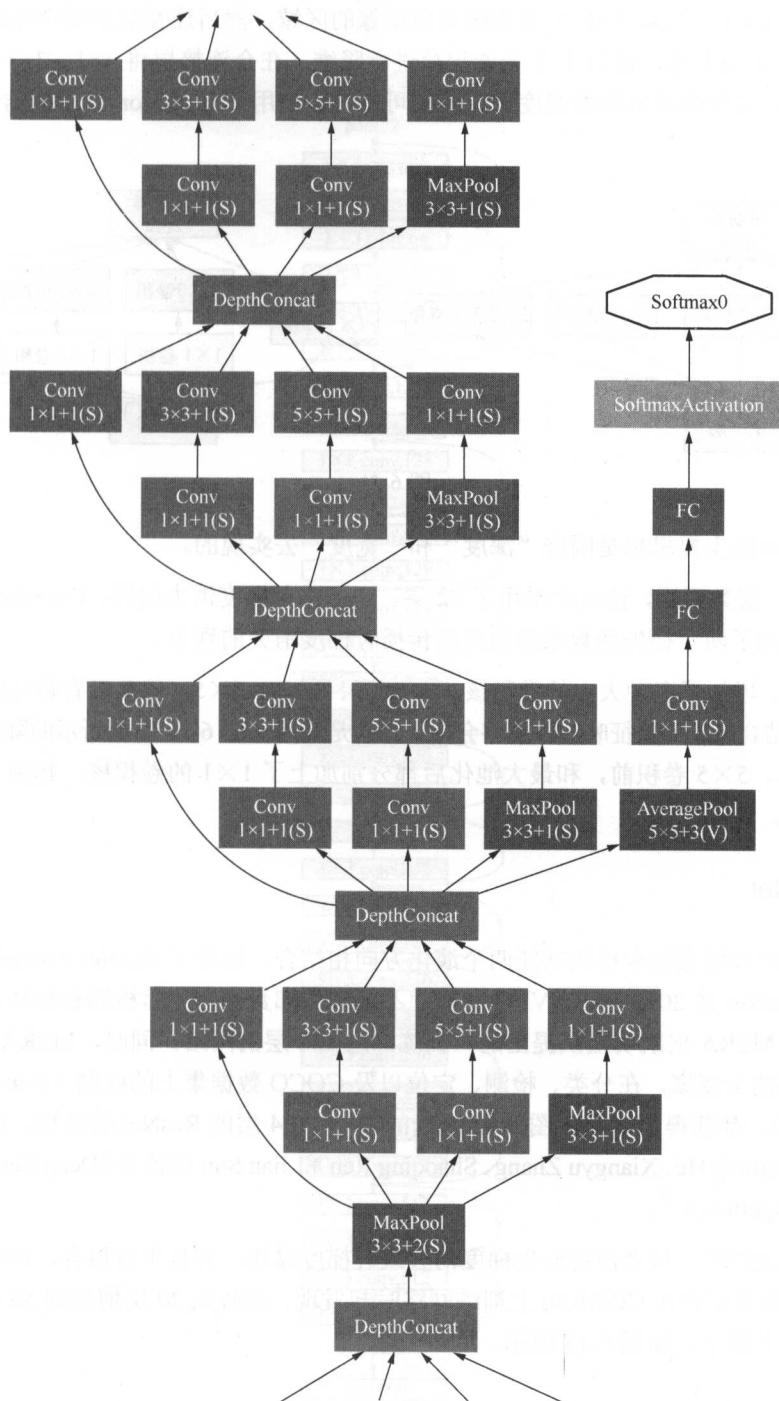 Conv
1×1+1(S)
Conv
3×3+1(S)
Conv
5×5+1(S)
Conv
1×1+1(S)
Conv
1×1+1(S)
Conv
1×1+1(S)
MaxPool
3×3+1(S)
DepthConcat
Softmax0
Conv
1×1+1(S)
Conv
3×3+1(S)
Conv
5×5+1(S)
Conv
1×1+1(S)
SoftmaxActivation
Conv
1×1+1(S)
Conv
1×1+1(S)
MaxPool
3×3+1(S)
FC
DepthConcat
FC
Conv
1×1+1(S)
Conv
3×3+1(S)
Conv
5×5+1(S)
Conv
1×1+1(S)
Conv
1×1+1(S)
Conv
1×1+1(S)
Conv
1×1+1(S)
MaxPool
3×3+1(S)
AveragePool
5×5+3(V)
DepthConcat
Conv
1×1+1(S)
Conv
3×3+1(S)
Conv
5×5+1(S)
Conv
1×1+1(S)
Conv
1×1+1(S)
Conv
1×1+1(S)
MaxPool
3×3+1(S)
MaxPool
3×3+2(S)
DepthConcat